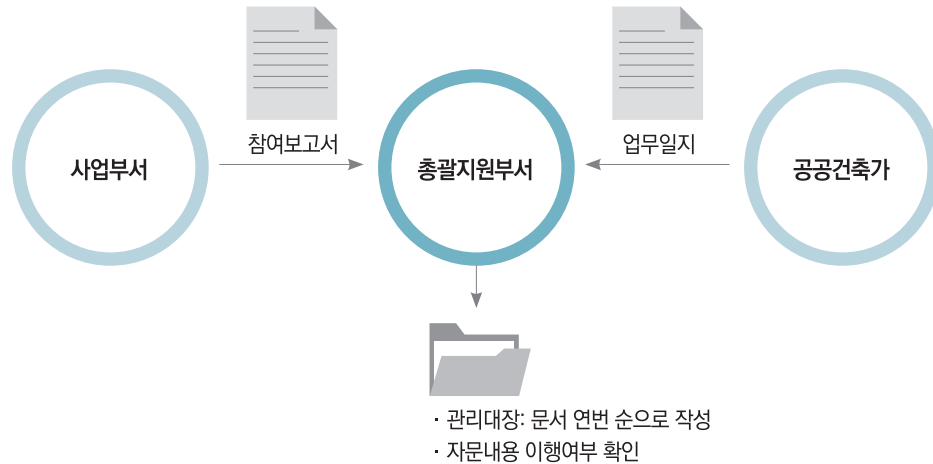 참여보고서
업무일지
사업부서
총괄지원부서
공공건축가
· 관리대장: 문서 연번 순으로 작성
· 자문내용 이행여부 확인